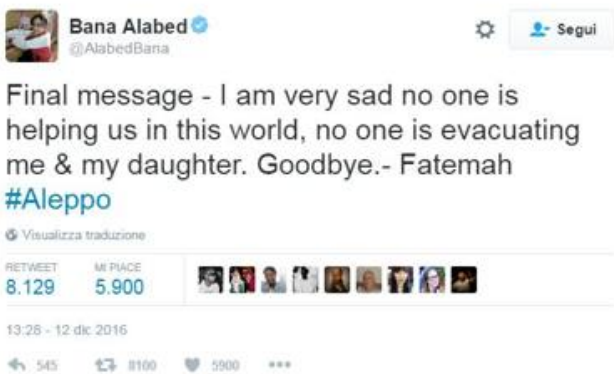 Bana Alabed
@AlabedBana
Segui
Final message - I am very sad no one is
helping us in this world, no one is evacuating
me & my daughter. Goodbye.- Fatemah
#Aleppo
Visualizza traduzione
RETWEET MI PIACE
8.129 5.900
13:28 - 12 dic 2016
545 8100 5900